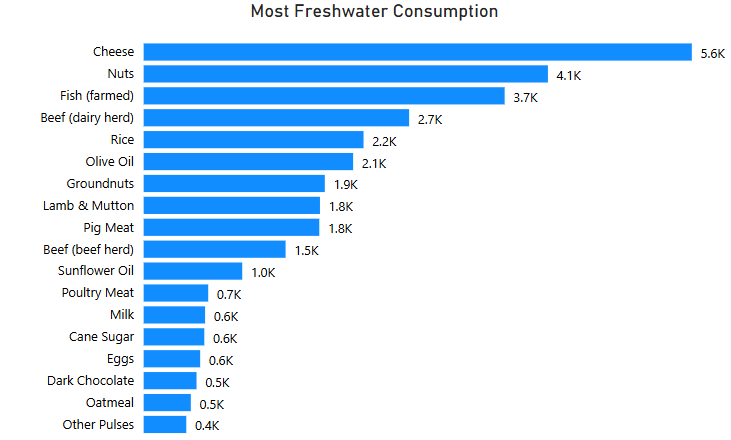 Most Freshwater Consumption
Cheese 5.6K
Nuts 4.1K
Fish (farmed) 3.7K
Beef (dairy herd) 2.7K
Rice 2.2K
Olive Oil 2.1K
Groundnuts 1.9K
Lamb & Mutton 1.8K
Pig Meat 1.8K
Beef (beef herd) 1.5K
Sunflower Oil 1.0K
Poultry Meat 0.7K
Milk 0.6K
Cane Sugar 0.6K
Eggs 0.6K
Dark Chocolate 0.5K
Oatmeal 0.5K
Other Pulses 0.4K